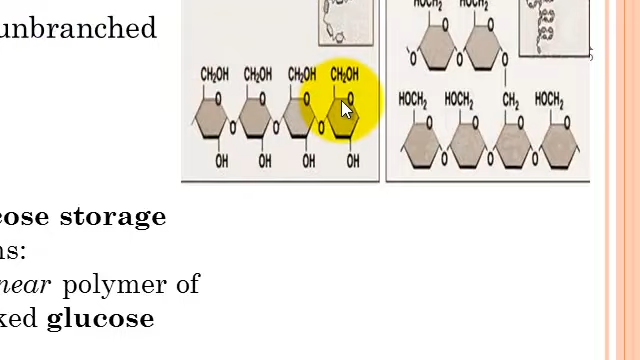 unbranched
HOCH₂ HOCH₂
O O
O O O
CH₂OH CH₂OH CH₂OH CH₂OH
O O O O
O O O
OH OH OH OH
HOCH₂ HOCH₂ CH₂ HOCH₂
O O O O
O O O
cose storage
ns:
near polymer of
ked glucose